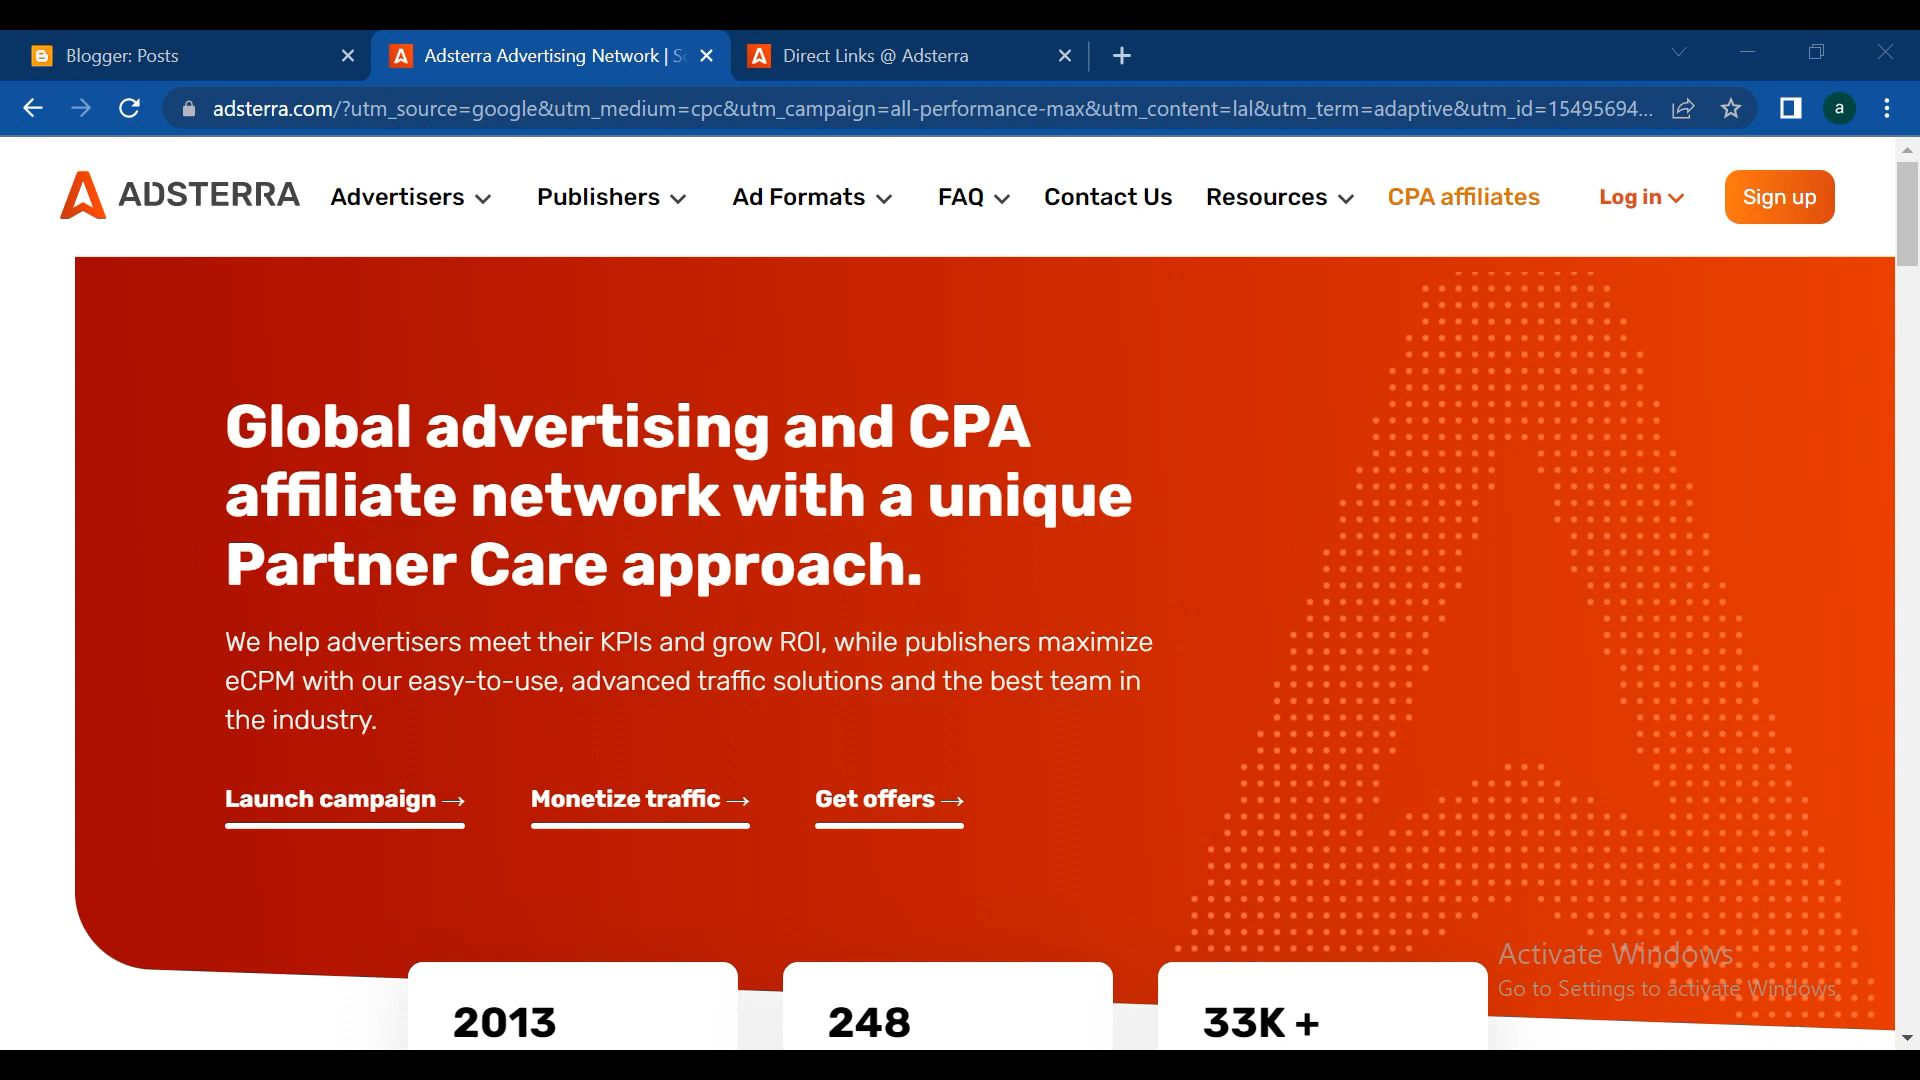 Blogger: Posts
Adsterra Advertising Network | S
Direct Links @ Adsterra
adsterra.com/?utm_source=google&utm_medium=cpc&utm_campaign=all-performance-max&utm_content=lal&utm_term=adaptive&utm_id=15495694...
a
ADSTERRA
Advertisers
Publishers
Ad Formats
FAQ
Contact Us
Resources
CPA affiliates
Log in
Sign up
Global advertising and CPA
affiliate network with a unique
Partner Care approach.
We help advertisers meet their KPIs and grow ROI, while publishers maximize
eCPM with our easy-to-use, advanced traffic solutions and the best team in
the industry.
Launch campaign →
Monetize traffic →
Get offers →
2013
248
33K +
Activate Windows
Go to Settings to activate Windows.